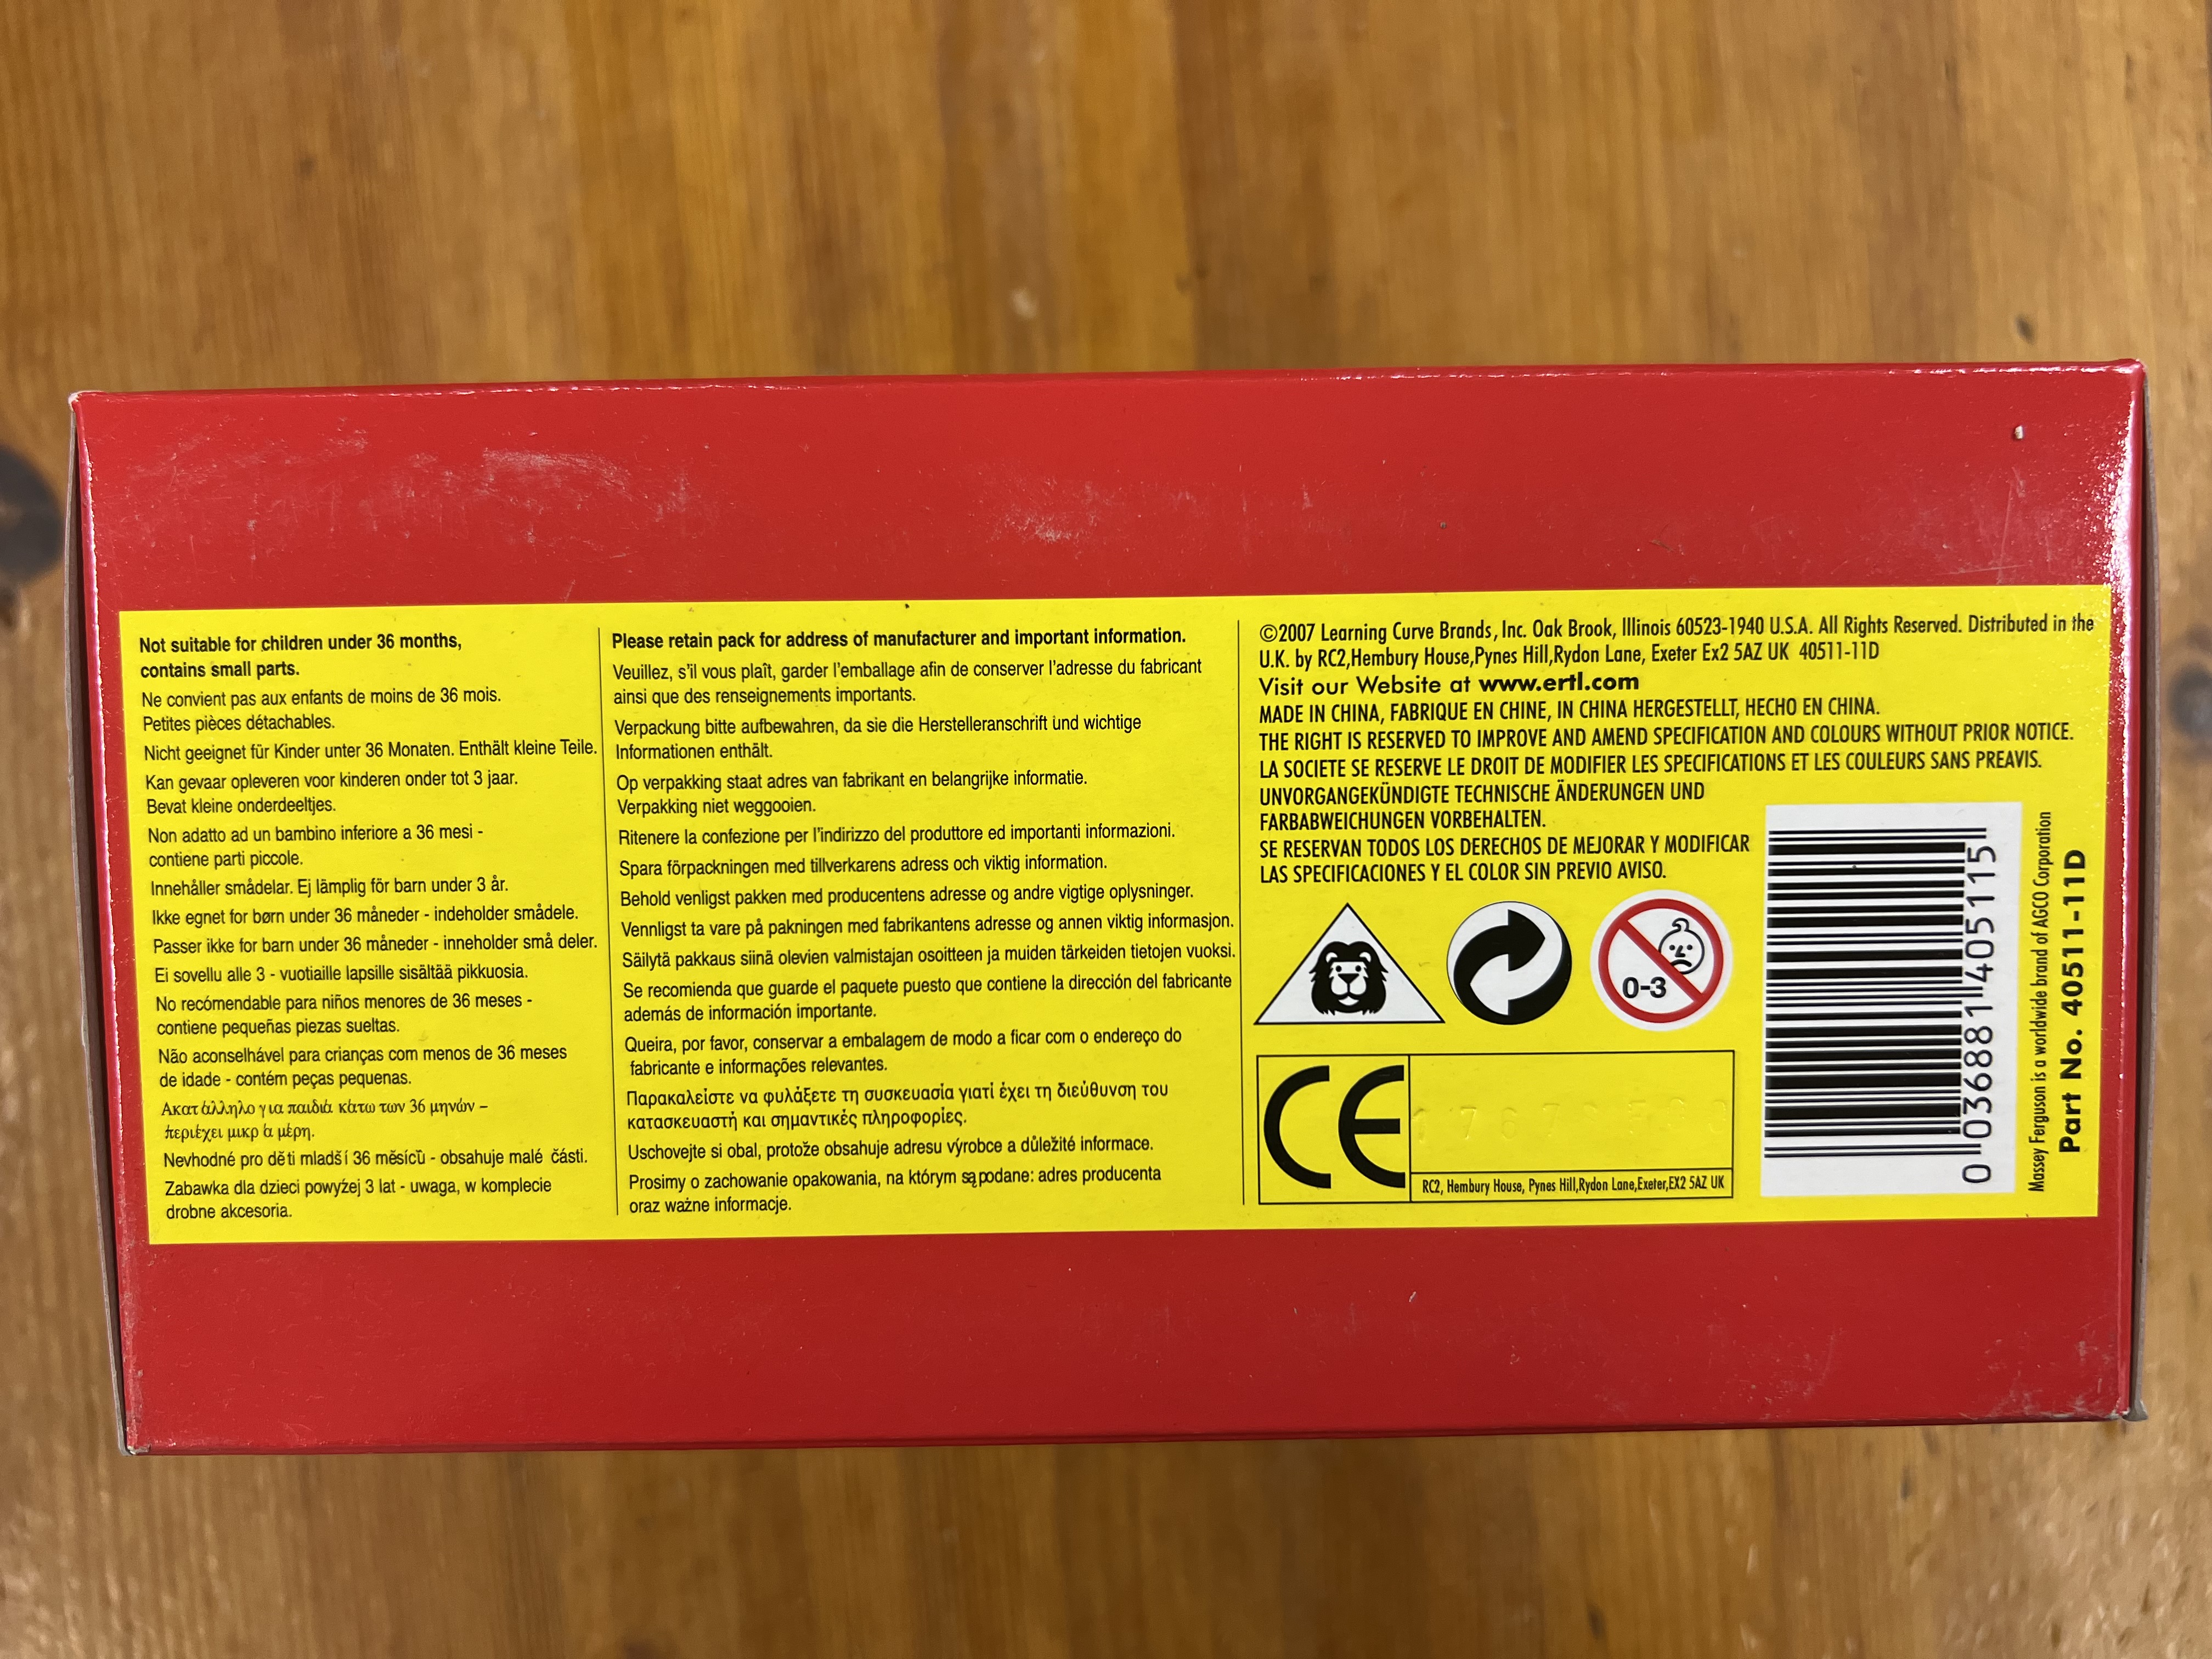 Not suitable for children under 36 months,
contains small parts.
Ne convient pas aux enfants de moins de 36 mois.
Petites pièces détachables.
Nicht geeignet für Kinder unter 36 Monaten. Enthält kleine Teile.
Kan gevaar opleveren voor kinderen onder tot 3 jaar.
Bevat kleine onderdeeltjes.
Non adatto ad un bambino inferiore a 36 mesi -
contiene parti piccole.
Innehåller smådelar. Ej lämplig för barn under 3 år.
Ikke egnet for børn under 36 måneder - indeholder smådele.
Passer ikke for barn under 36 måneder - inneholder små deler.
Ei sovellu alle 3 - vuotiaille lapsille sisältää pikkuosia.
No recómendable para niños menores de 36 meses -
contiene pequeñas piezas sueltas.
Não aconselhável para crianças com menos de 36 meses
de idade - contém peças pequenas.
Ακατάλληλο για παιδιά κάτω των 36 μηνών –
περιέχει μικρ ά μέρη.
Nevhodné pro děti mladší 36 měsíců - obsahuje malé části.
Zabawka dla dzieci powyżej 3 lat - uwaga, w komplecie
drobne akcesoria.
Please retain pack for address of manufacturer and important information.
Veuillez, s'il vous plaît, garder l'emballage afin de conserver l'adresse du fabricant
ainsi que des renseignements importants.
Verpackung bitte aufbewahren, da sie die Herstelleranschrift und wichtige
Informationen enthält.
Op verpakking staat adres van fabrikant en belangrijke informatie.
Verpakking niet weggooien.
Ritenere la confezione per l'indirizzo del produttore ed importanti informazioni.
Spara förpackningen med tillverkarens adress och viktig information.
Behold venligst pakken med producentens adresse og andre vigtige oplysninger.
Vennligst ta vare på pakningen med fabrikantens adresse og annen viktig informasjon.
Säilytä pakkaus siinä olevien valmistajan osoitteen ja muiden tärkeiden tietojen vuoksi.
Se recomienda que guarde el paquete puesto que contiene la dirección del fabricante
además de información importante.
Queira, por favor, conservar a embalagem de modo a ficar com o endereço do
fabricante e informações relevantes.
Παρακαλείστε να φυλάξετε τη συσκευασία γιατί έχει τη διεύθυνση του
κατασκευαστή και σημαντικές πληροφορίες.
Uschovejte si obal, protože obsahuje adresu výrobce a důležité informace.
Prosimy o zachowanie opakowania, na którym są podane: adres producenta
oraz ważne informacje.
©2007 Learning Curve Brands, Inc. Oak Brook, Illinois 60523-1940 U.S.A. All Rights Reserved. Distributed in the
U.K. by RC2,Hembury House,Pynes Hill,Rydon Lane, Exeter Ex2 5AZ UK 40511-11D
Visit our Website at www.ertl.com
MADE IN CHINA, FABRIQUE EN CHINE, IN CHINA HERGESTELLT, HECHO EN CHINA.
THE RIGHT IS RESERVED TO IMPROVE AND AMEND SPECIFICATION AND COLOURS WITHOUT PRIOR NOTICE.
LA SOCIETE SE RESERVE LE DROIT DE MODIFIER LES SPECIFICATIONS ET LES COULEURS SANS PREAVIS.
UNVORGANGEKÜNDIGTE TECHNISCHE ÄNDERUNGEN UND
FARBABWEICHUNGEN VORBEHALTEN.
SE RESERVAN TODOS LOS DERECHOS DE MEJORAR Y MODIFICAR
LAS SPECIFICACIONES Y EL COLOR SIN PREVIO AVISO.
0-3
CE
RC2, Hembury House, Pynes Hill,Rydon Lane,Exeter,EX2 5AZ UK
0 036881 405115
Massey Ferguson is a worldwide brand of AGCO Corporation
Part No. 40511-11D